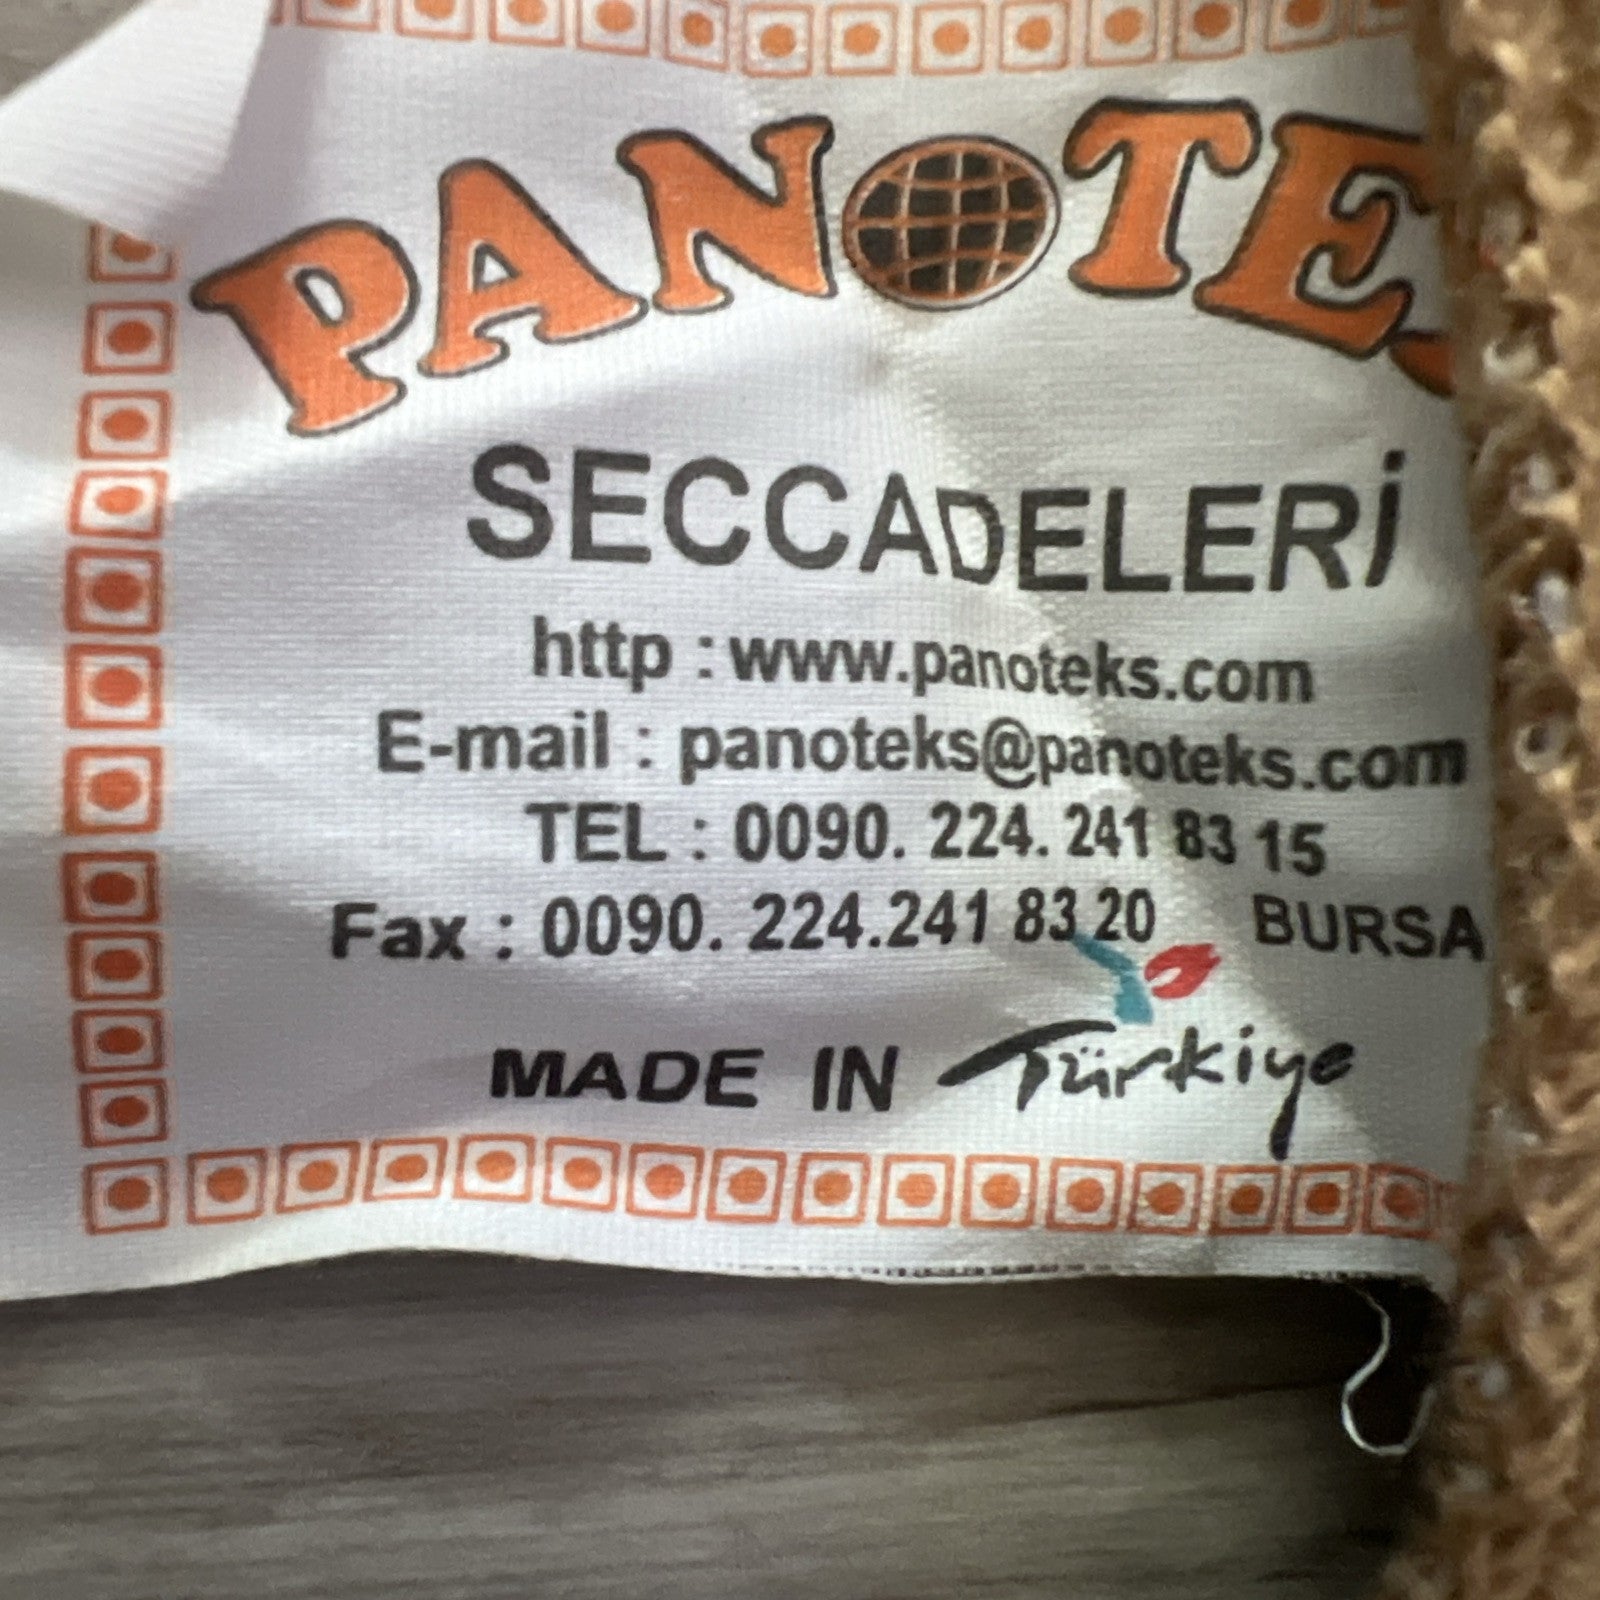 PANOTE
SECCADELERİ
http : www.panoteks.com
E-mail : panoteks@panoteks.com
TEL : 0090. 224. 241 83 15
Fax : 0090. 224.241 83 20 BURSA
MADE IN Türkiye